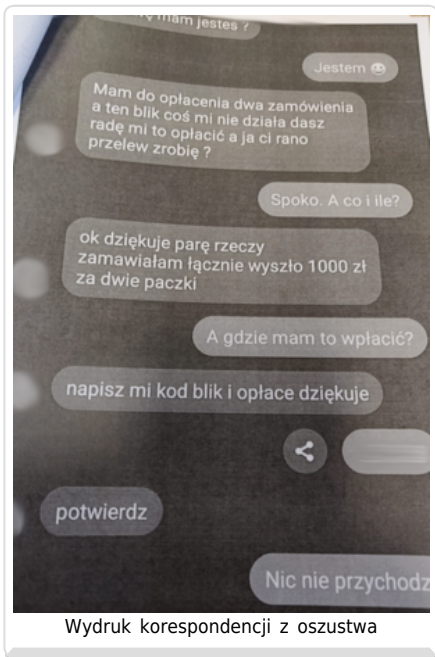 mam jestes ?
Jestem 😀
Mam do opłacenia dwa zamówienia
a ten blik coś mi nie działa dasz
radę mi to opłacić a ja ci rano
przelew zrobię ?
Spoko. A co i ile?
ok dziękuje parę rzeczy
zamawiałam łącznie wyszło 1000 zł
za dwie paczki
A gdzie mam to wpłacić?
napisz mi kod blik i opłace dziękuje
potwierdz
Nic nie przychodz
Wydruk korespondencji z oszustwa